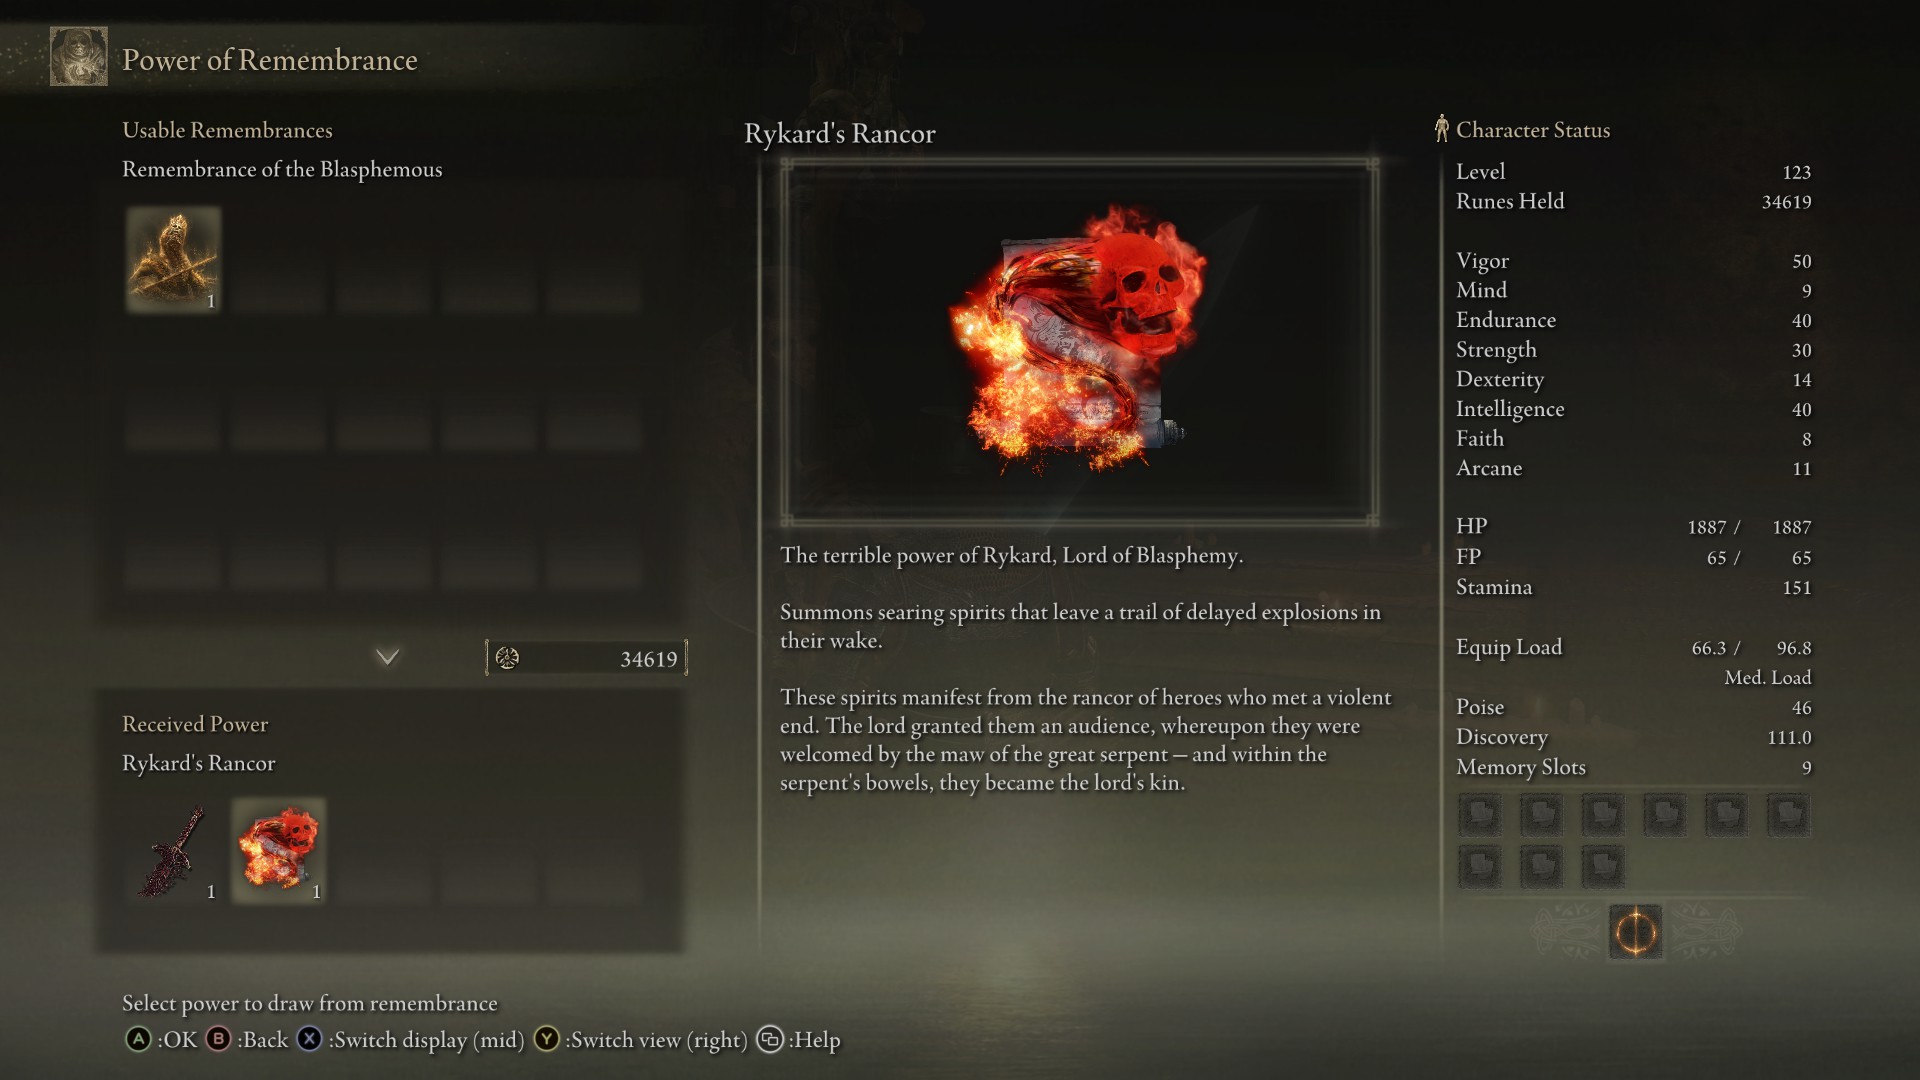 Power of Remembrance
Usable Remembrances
Remembrance of the Blasphemous
1
34619
Received Power
Rykard's Rancor
1
1
Rykard's Rancor
The terrible power of Rykard, Lord of Blasphemy.
Summons searing spirits that leave a trail of delayed explosions in
their wake.
These spirits manifest from the rancor of heroes who met a violent
end. The lord granted them an audience, whereupon they were
welcomed by the maw of the great serpent – and within the
serpent's bowels, they became the lord's kin.
Character Status
Level 123
Runes Held 34619
Vigor 50
Mind 9
Endurance 40
Strength 30
Dexterity 14
Intelligence 40
Faith 8
Arcane 11
HP 1887 / 1887
FP 65 / 65
Stamina 151
Equip Load 66.3 / 96.8
Med. Load
Poise 46
Discovery 111.0
Memory Slots 9
Select power to draw from remembrance
A :OK B :Back X :Switch display (mid) Y :Switch view (right) :Help